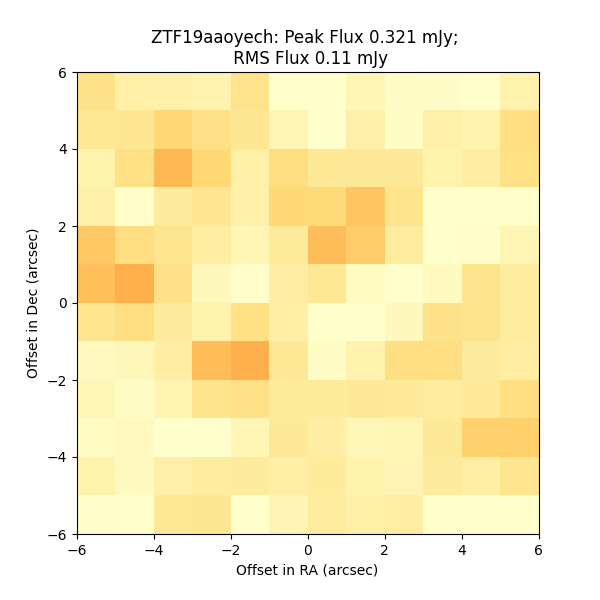 ZTF19aaoyech: Peak Flux 0.321 mJy;
RMS Flux 0.11 mJy
6
4
2
0
−2
−4
−6
Offset in Dec (arcsec)
−6 −4 −2 0 2 4 6
Offset in RA (arcsec)